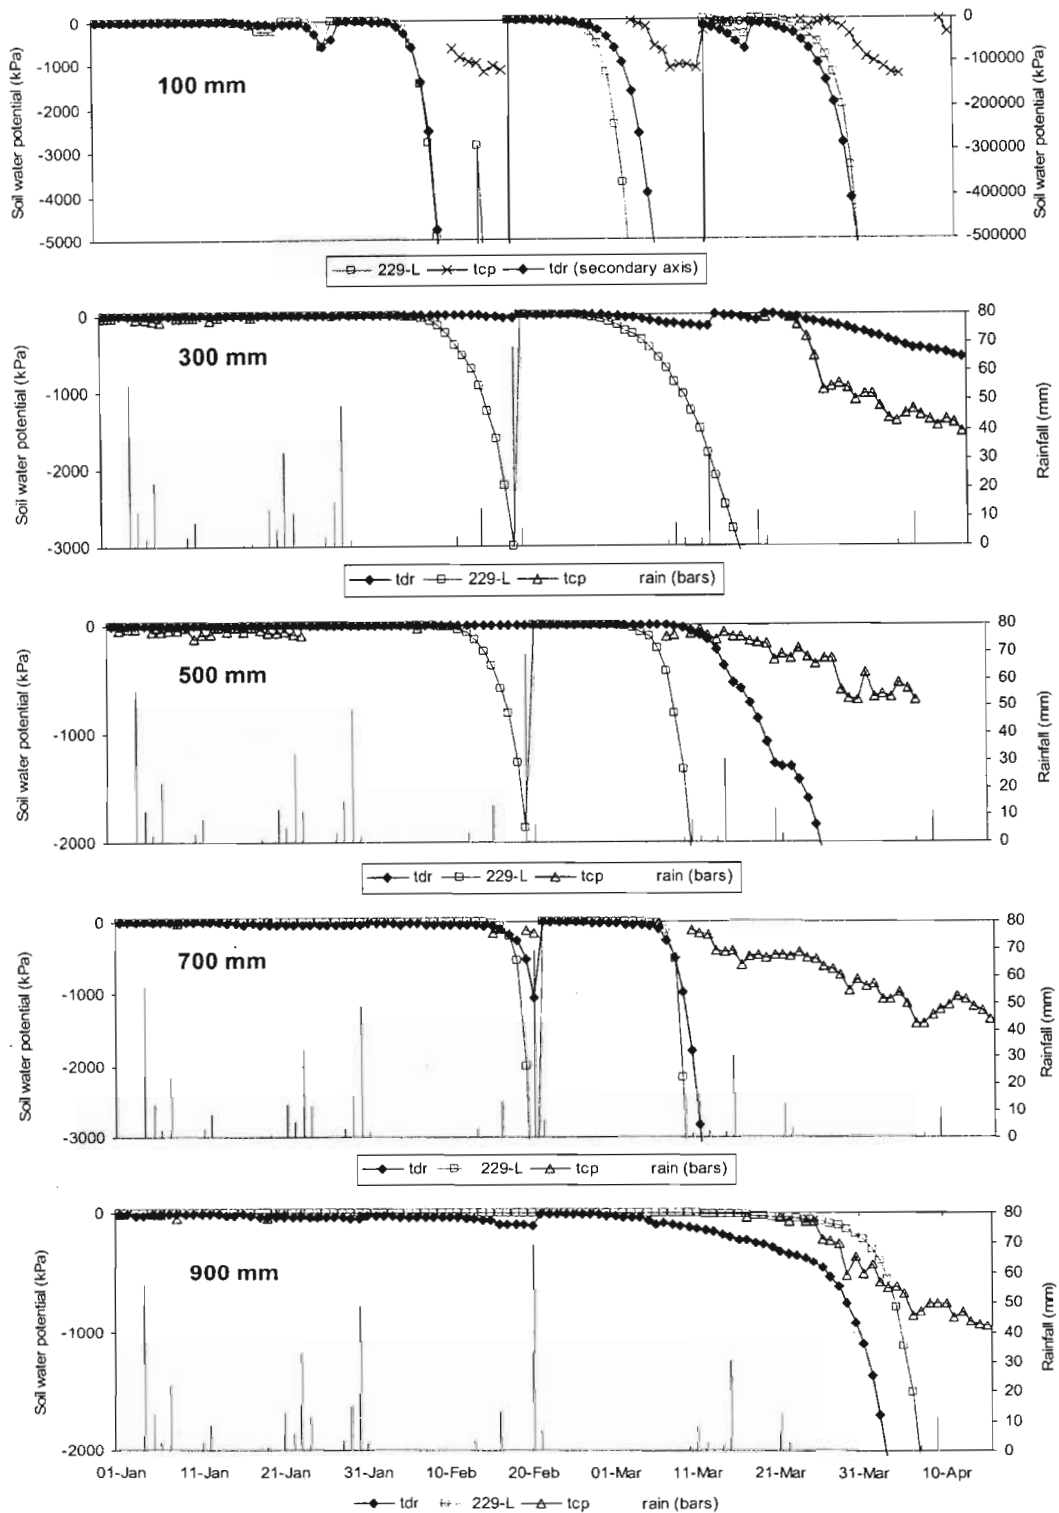 0
-1000
-2000
-3000
-4000
-5000
Soil water potential (kPa)
100 mm
0
-100000
-200000
-300000
-400000
-500000
Soil water potential (kPa)
229-L tcp tdr (secondary axis)
0
-1000
-2000
-3000
Soil water potential (kPa)
300 mm
80
70
60
50
40
30
20
10
0
Rainfall (mm)
tdr 229-L tcp rain (bars)
0
-1000
-2000
Soil water potential (kPa)
500 mm
80
70
60
50
40
30
20
10
0
Rainfall (mm)
tdr 229-L tcp rain (bars)
0
-1000
-2000
-3000
Soil water potential (kPa)
700 mm
80
70
60
50
40
30
20
10
0
Rainfall (mm)
tdr 229-L tcp rain (bars)
0
-1000
-2000
Soil water potential (kPa)
900 mm
80
70
60
50
40
30
20
10
0
Rainfall (mm)
01-Jan 11-Jan 21-Jan 31-Jan 10-Feb 20-Feb 01-Mar 11-Mar 21-Mar 31-Mar 10-Apr
tdr 229-L tcp rain (bars)